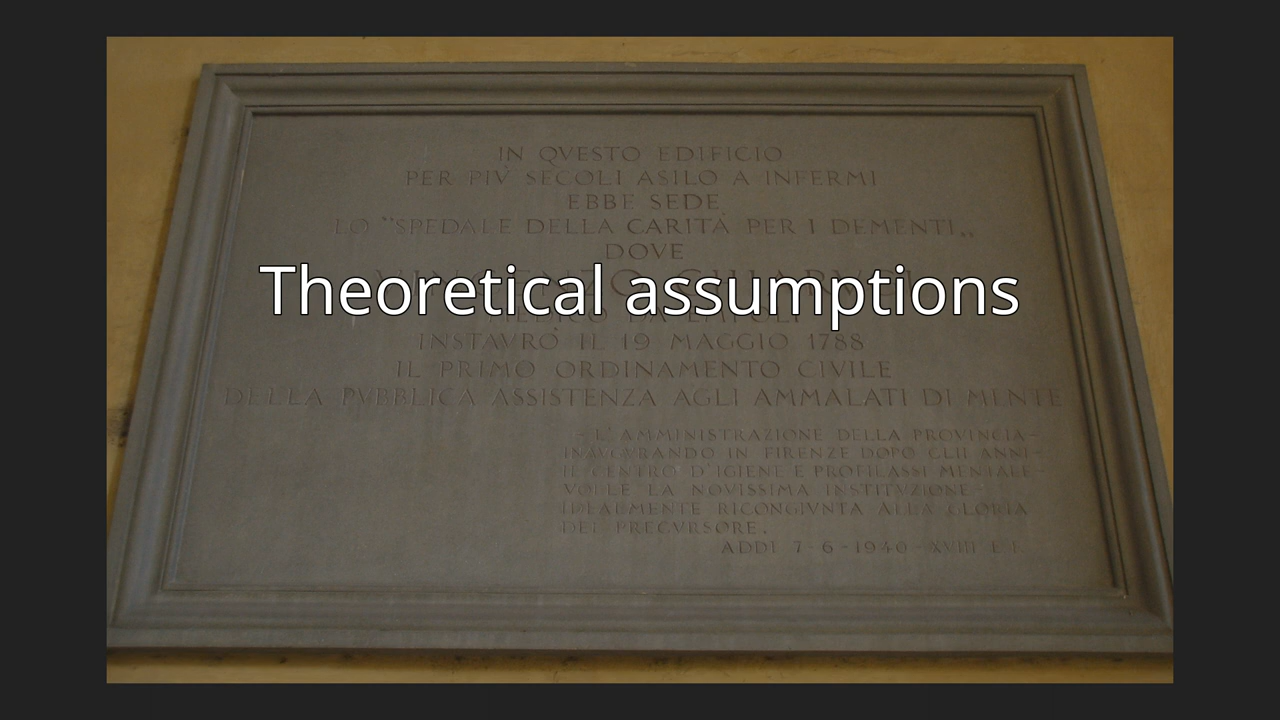 IN QVESTO EDIFICIO
PER PIV̀ SECOLI ASILO A INFERMI
EBBE SEDE
LO “SPEDALE DELLA CARITÀ PER I DEMENTI„
DOVE
Theoretical assumptions
INSTAVRÒ IL 19 MAGGIO 1788
IL PRIMO ORDINAMENTO CIVILE
DELLA PVBBLICA ASSISTENZA AGLI AMMALATI DI MENTE
- L'AMMINISTRAZIONE DELLA PROVINCIA -
INAVGVRANDO IN FIRENZE DOPO CLII ANNI -
IL CENTRO D'IGIENE E PROFILASSI MENTALE -
VOLLE LA NOVISSIMA INSTITVZIONE -
IDEALMENTE RICONGIVNTA ALLA GLORIA
DEL PRECVRSORE.
ADDI 7-6-1940-XVIII E.F.